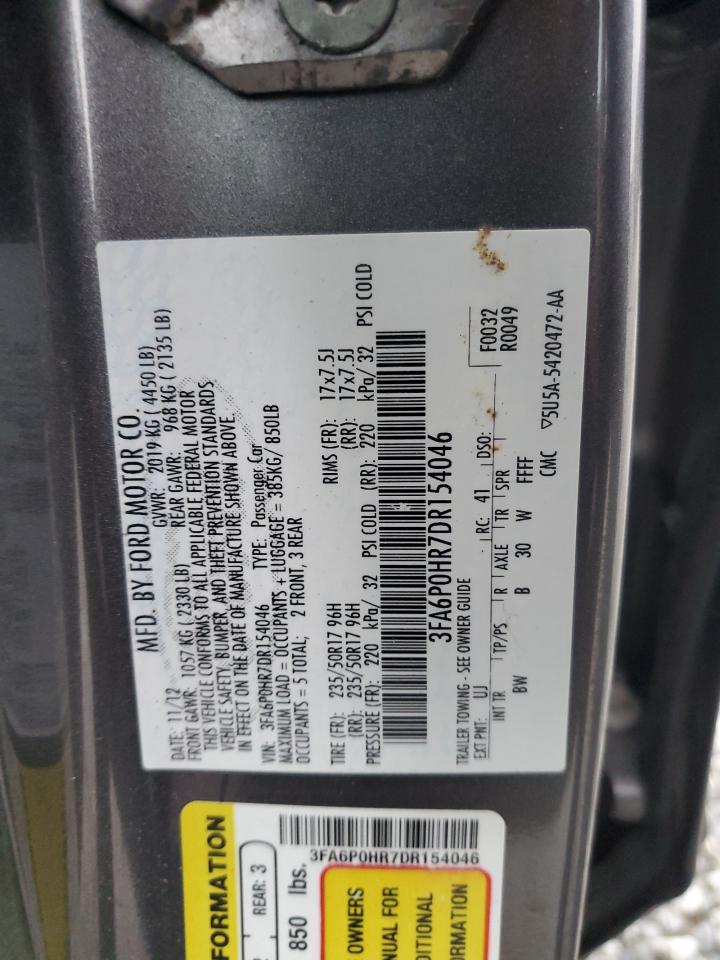 MFD. BY FORD MOTOR CO.
DATE: 11/12 GVWR: 2019 KG ( 4450 LB)
FRONT GAWR: 1057 KG ( 2330 LB) REAR GAWR: 968 KG ( 2135 LB)
THIS VEHICLE CONFORMS TO ALL APPLICABLE FEDERAL MOTOR
VEHICLE SAFETY, BUMPER, AND THEFT PREVENTION STANDARDS
IN EFFECT ON THE DATE OF MANUFACTURE SHOWN ABOVE.
VIN: 3FA6P0HR7DR154046 TYPE: Passenger Car
MAXIMUM LOAD = OCCUPANTS + LUGGAGE = 385KG/ 850LB
OCCUPANTS = 5 TOTAL; 2 FRONT, 3 REAR
TIRE (FR): 235/50R17 96H RIMS (FR): 17x7.5J
(RR): 235/50R17 96H (RR): 17x7.5J
PRESSURE (FR): 220 kPa/ 32 PSI COLD (RR): 220 kPa/ 32 PSI COLD
3FA6P0HR7DR154046
TRAILER TOWING - SEE OWNER GUIDE
EXT PNT: UJ RC: 41 DSO:
F0032
R0049
INT TR TP/PS R AXLE TR SPR
BW B 30 W FFFF
CMC ▽5U5A-5420472-AA
FORMATION
REAR: 3
850 lbs.
3FA6P0HR7DR154046
OWNERS
NUAL FOR
DITIONAL
ORMATION